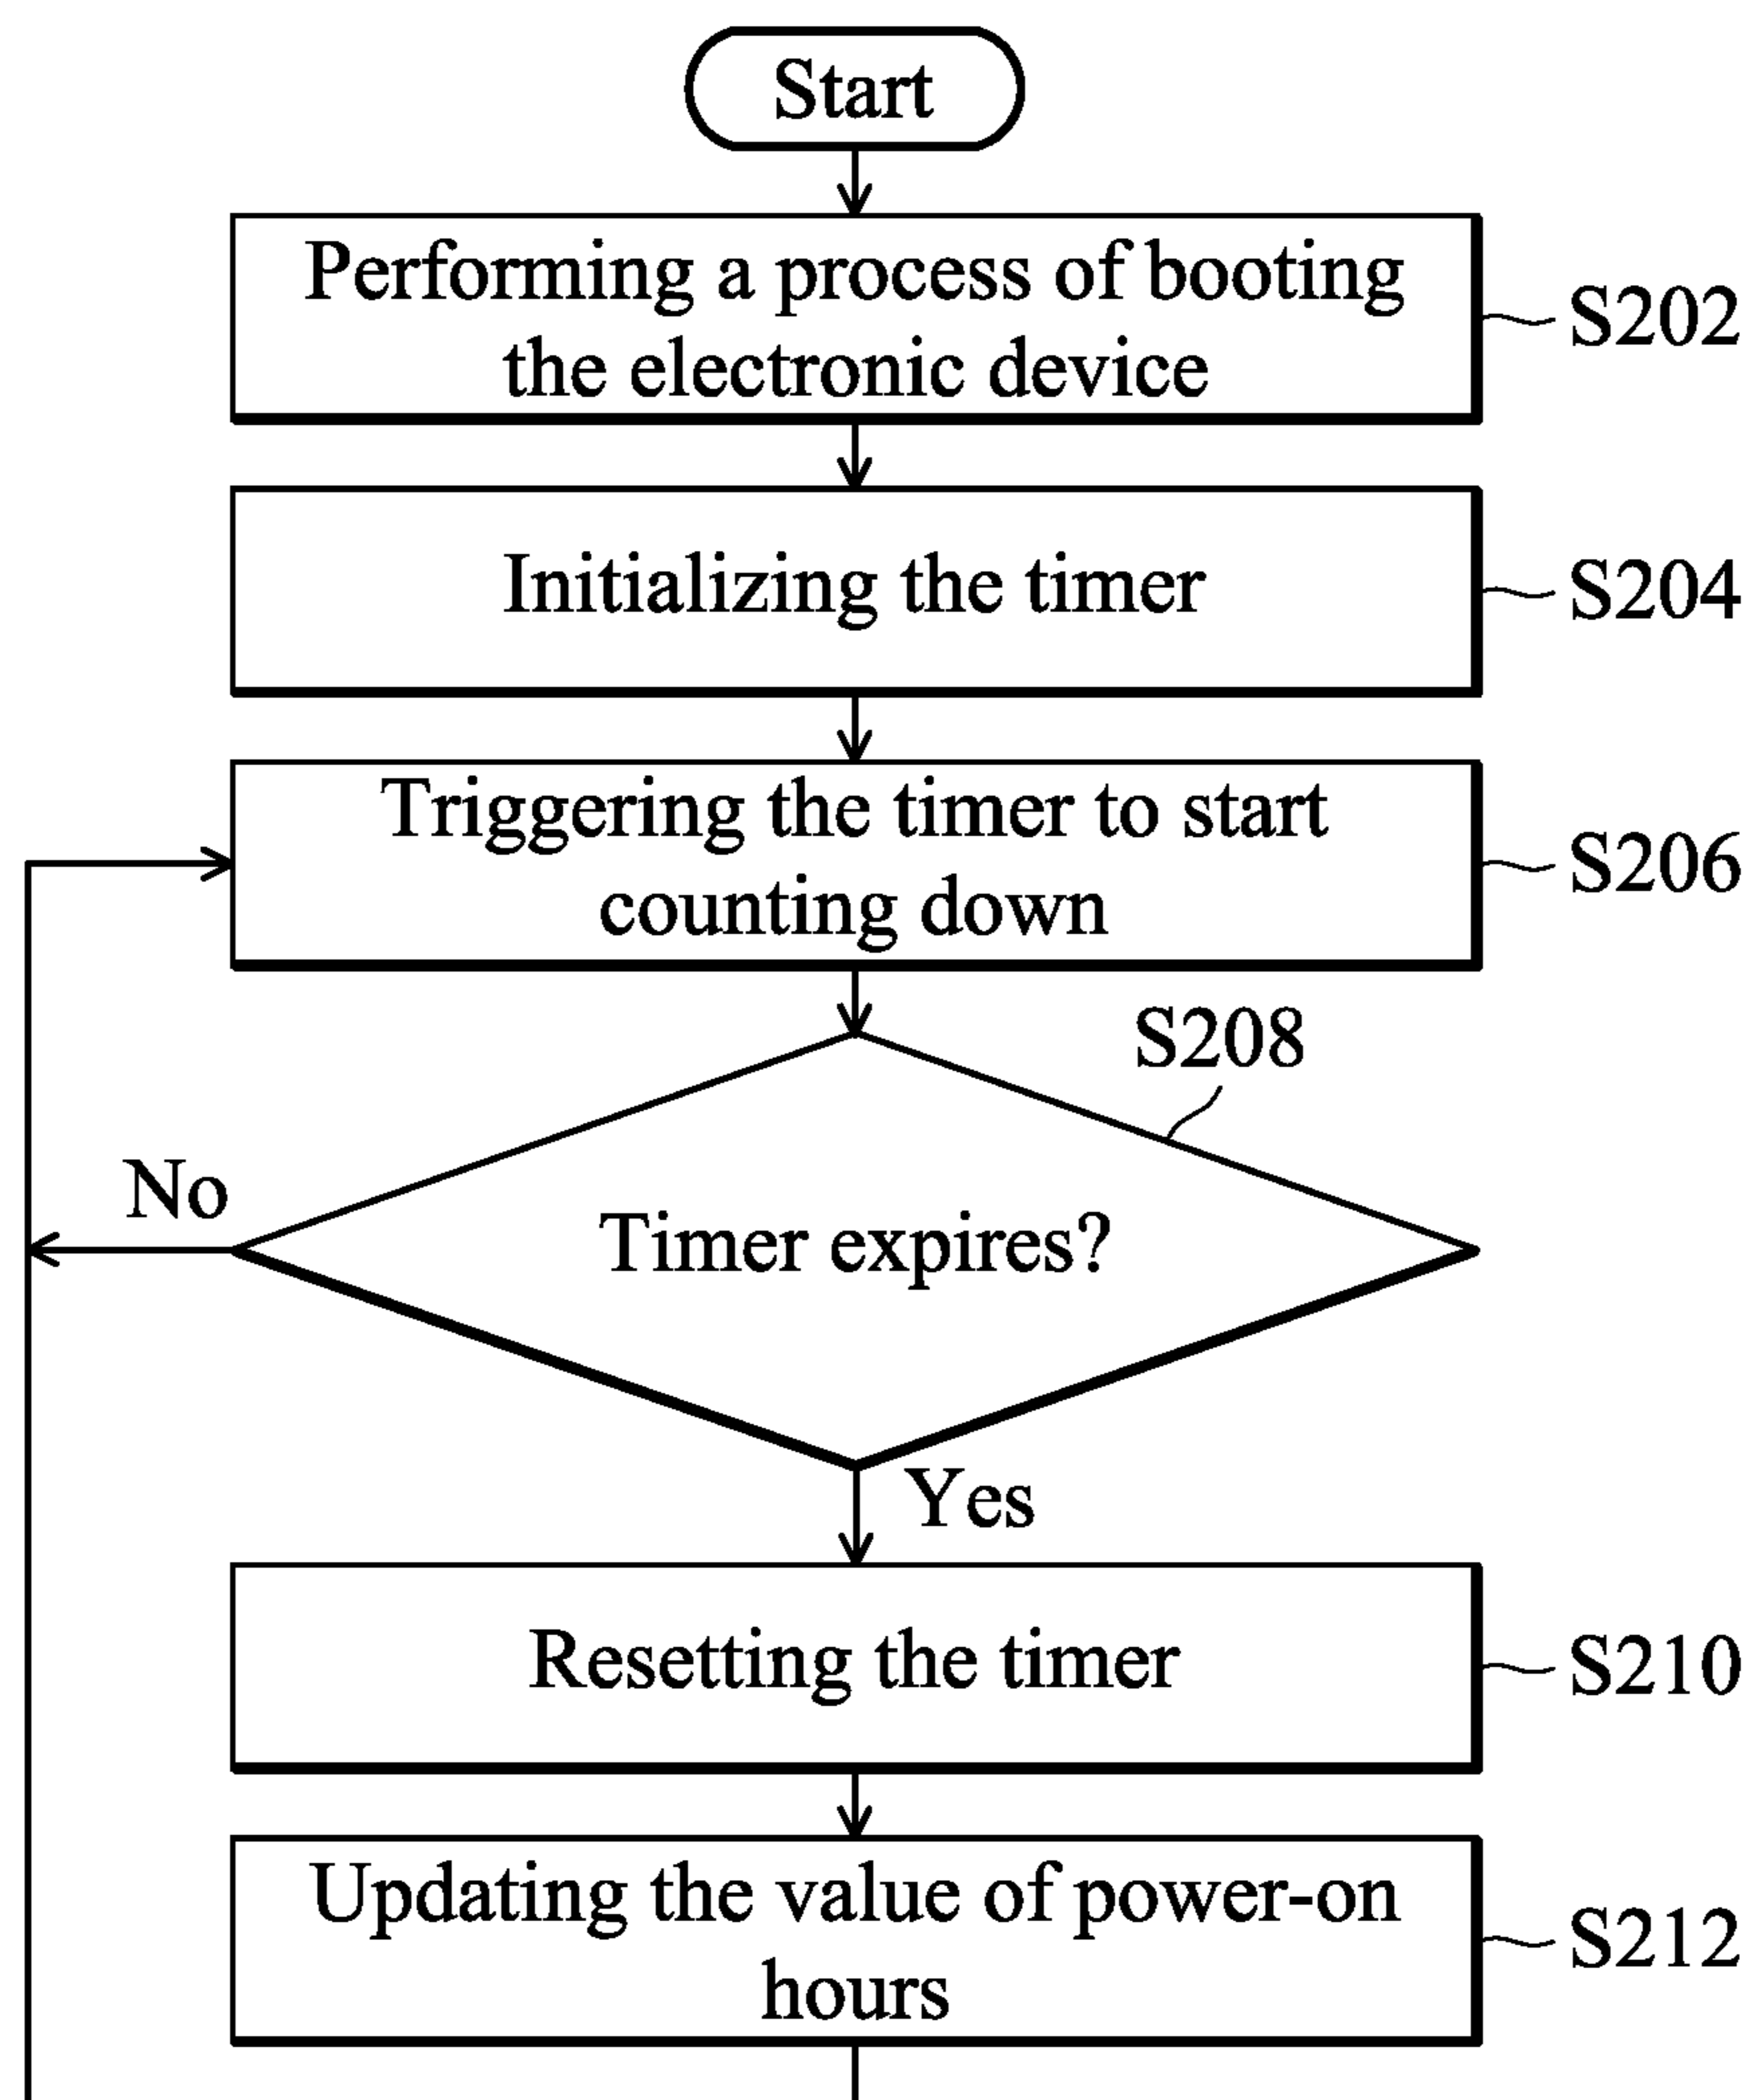 Start
Performing a process of booting
the electronic device
S202
Initializing the timer
S204
Triggering the timer to start
counting down
S206
S208
No
Timer expires?
Yes
Resetting the timer
S210
Updating the value of power-on
hours
S212